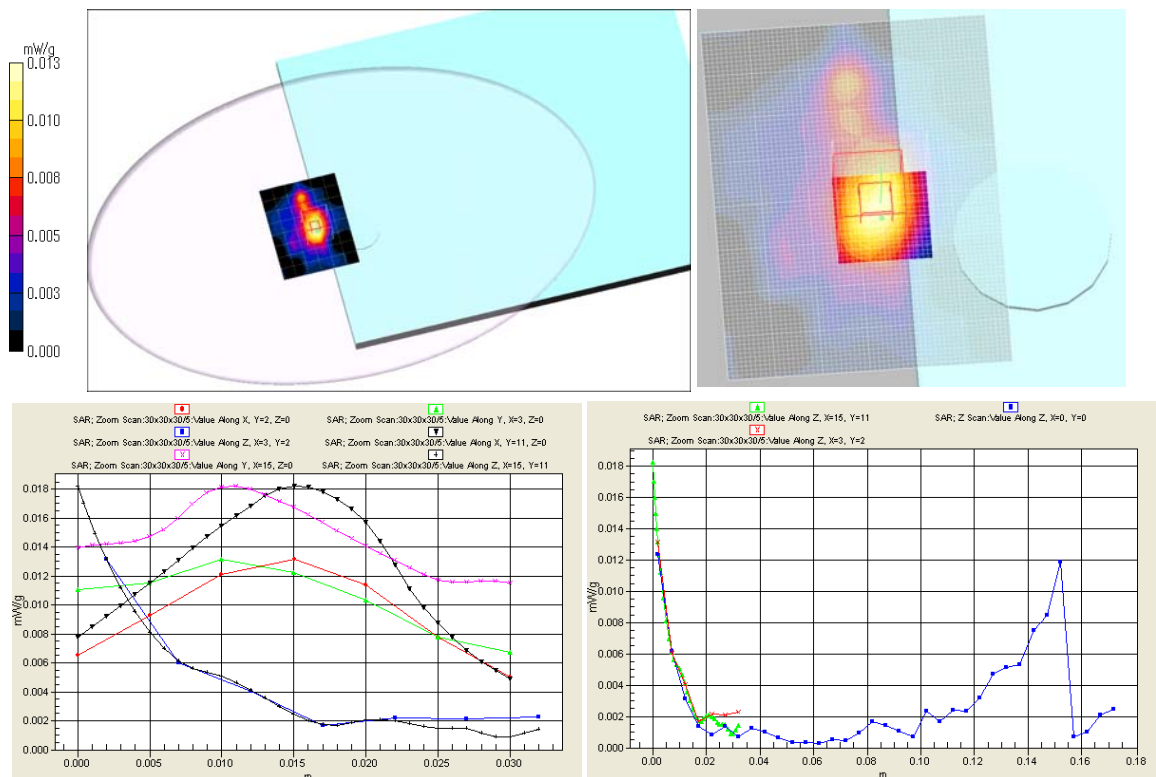 mW/g
0.013
0.010
0.008
0.005
0.003
0.000
SAR; Zoom Scan:30x30x30/5:Value Along X, Y=2, Z=0
SAR; Zoom Scan:30x30x30/5:Value Along Y, X=3, Z=0
SAR; Zoom Scan:30x30x30/5:Value Along Z, X=3, Y=2
SAR; Zoom Scan:30x30x30/5:Value Along X, Y=11, Z=0
SAR; Zoom Scan:30x30x30/5:Value Along Y, X=15, Z=0
SAR; Zoom Scan:30x30x30/5:Value Along Z, X=15, Y=11
0.018
0.016
0.014
0.012
0.010
mW/g
0.008
0.006
0.004
0.002
0.000
0.000 0.005 0.010 0.015 0.020 0.025 0.030
m
SAR; Zoom Scan:30x30x30/5:Value Along Z, X=15, Y=11
SAR; Z Scan:Value Along Z, X=0, Y=0
SAR; Zoom Scan:30x30x30/5:Value Along Z, X=3, Y=2
0.018
0.016
0.014
0.012
0.010
mW/g
0.008
0.006
0.004
0.002
0.000
0.00 0.02 0.04 0.06 0.08 0.10 0.12 0.14 0.16 0.18
m